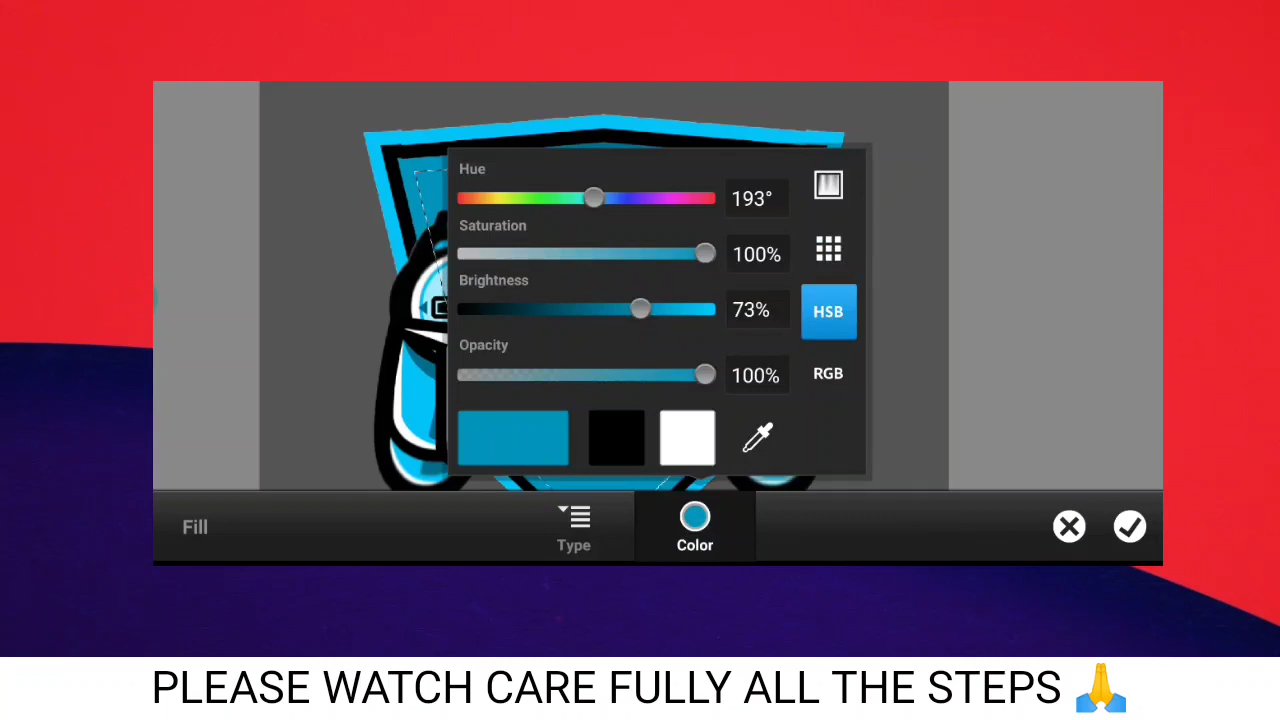 Hue
193°
Saturation
100%
Brightness
73%
HSB
Opacity
100%
RGB
Fill
Type
Color
PLEASE WATCH CARE FULLY ALL THE STEPS 🙏